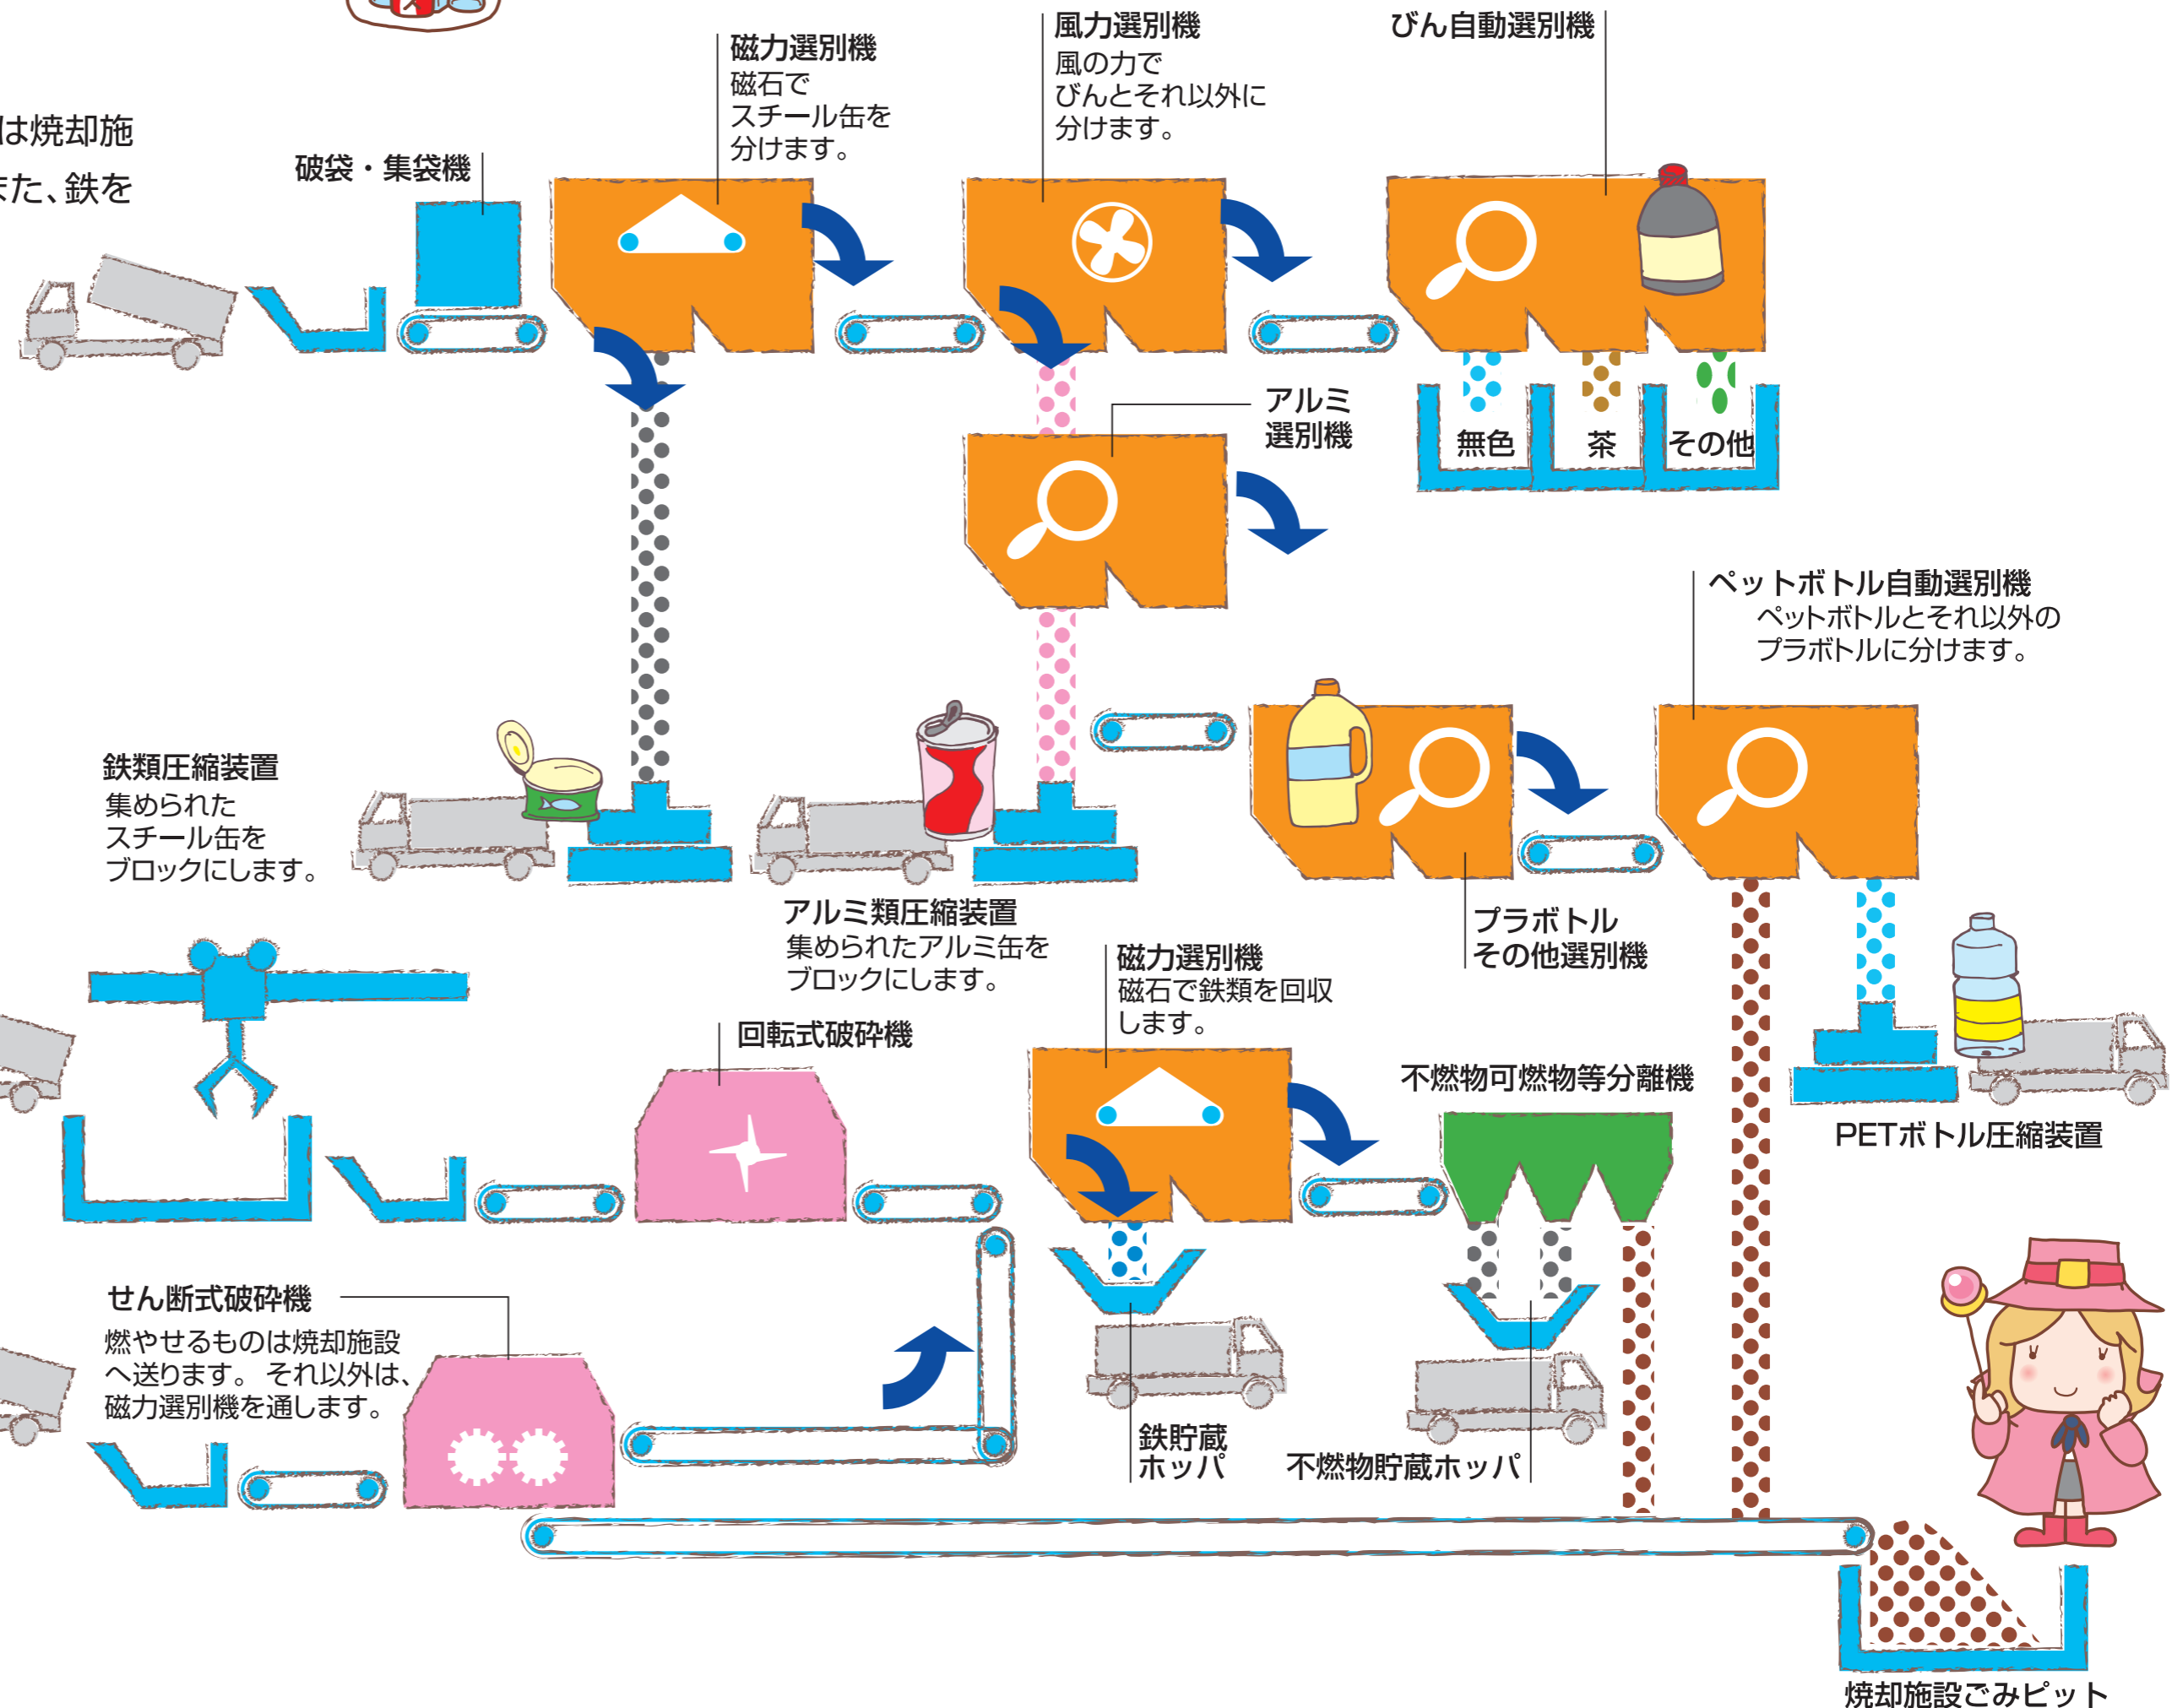 は焼却施
また、鉄を
破袋・集袋機
磁力選別機
磁石で
スチール缶を
分けます。
風力選別機
風の力で
びんとそれ以外に
分けます。
びん自動選別機
無色
茶
その他
アルミ
選別機
ペットボトル自動選別機
ペットボトルとそれ以外の
プラボトルに分けます。
鉄類圧縮装置
集められた
スチール缶を
ブロックにします。
アルミ類圧縮装置
集められたアルミ缶を
ブロックにします。
プラボトル
その他選別機
磁力選別機
磁石で鉄類を回収
します。
回転式破砕機
不燃物可燃物等分離機
PETボトル圧縮装置
せん断式破砕機
燃やせるものは焼却施設
へ送ります。それ以外は、
磁力選別機を通します。
鉄貯蔵
ホッパ
不燃物貯蔵ホッパ
焼却施設ごみピット